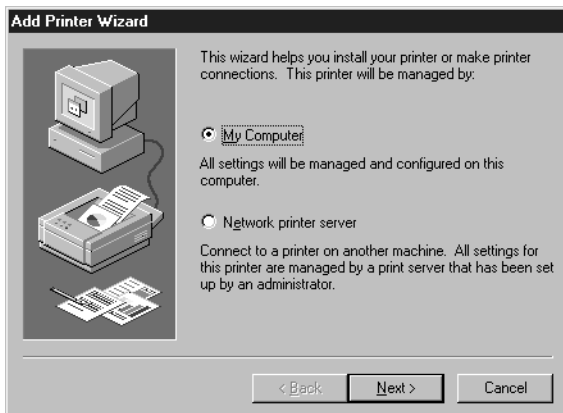 Add Printer Wizard
This wizard helps you install your printer or make printer
connections. This printer will be managed by:
My Computer
All settings will be managed and configured on this
computer.
Network printer server
Connect to a printer on another machine. All settings for
this printer are managed by a print server that has been set
up by an administrator.
< Back
Next >
Cancel